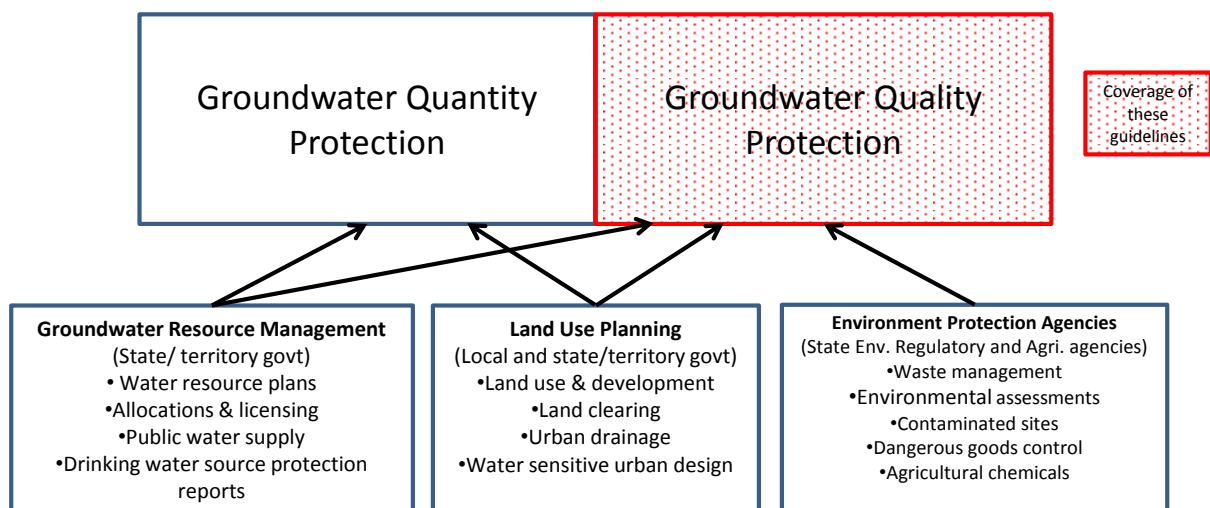 Groundwater Quantity
Protection
Groundwater Quality
Protection
Coverage of
these
guidelines
Groundwater Resource Management
(State/ territory govt)
• Water resource plans
•Allocations & licensing
•Public water supply
•Drinking water source protection
reports
Land Use Planning
(Local and state/territory govt)
•Land use & development
•Land clearing
•Urban drainage
•Water sensitive urban design
Environment Protection Agencies
(State Env. Regulatory and Agri. agencies)
•Waste management
•Environmental assessments
•Contaminated sites
•Dangerous goods control
•Agricultural chemicals